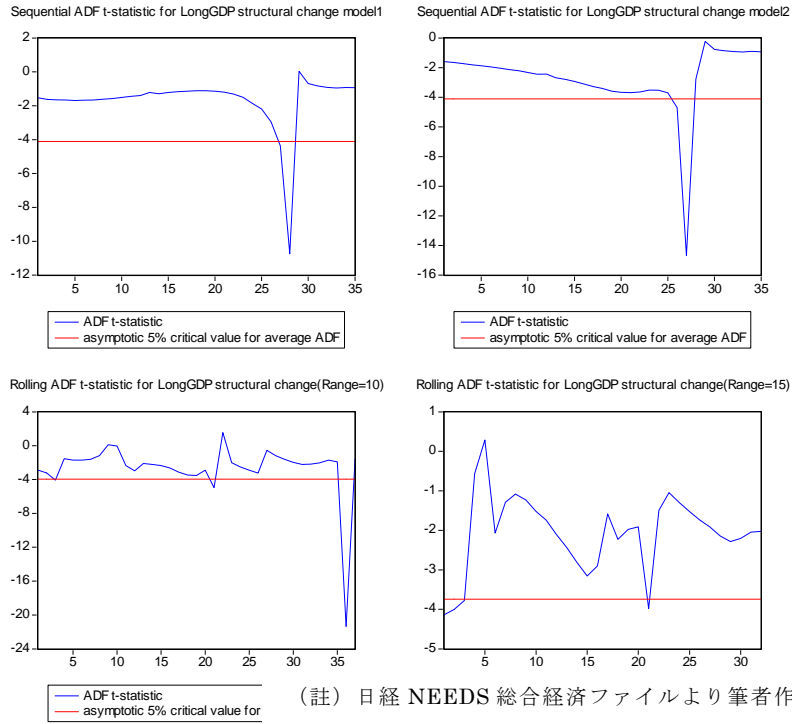 Sequential ADF t-statistic for LongGDP structural change model1
2
0
-2
-4
-6
-8
-10
-12
5 10 15 20 25 30 35
ADF t-statistic
asymptotic 5% critical value for average ADF
Sequential ADF t-statistic for LongGDP structural change model2
0
-2
-4
-6
-8
-10
-12
-14
-16
5 10 15 20 25 30 35
ADF t-statistic
asymptotic 5% critical value for average ADF
Rolling ADF t-statistic for LongGDP structural change(Range=10)
4
0
-4
-8
-12
-16
-20
-24
5 10 15 20 25 30 35
ADF t-statistic
asymptotic 5% critical value for
Rolling ADF t-statistic for LongGDP structural change(Range=15)
1
0
-1
-2
-3
-4
-5
5 10 15 20 25 30
（註）日経 NEEDS 総合経済ファイルより筆者作